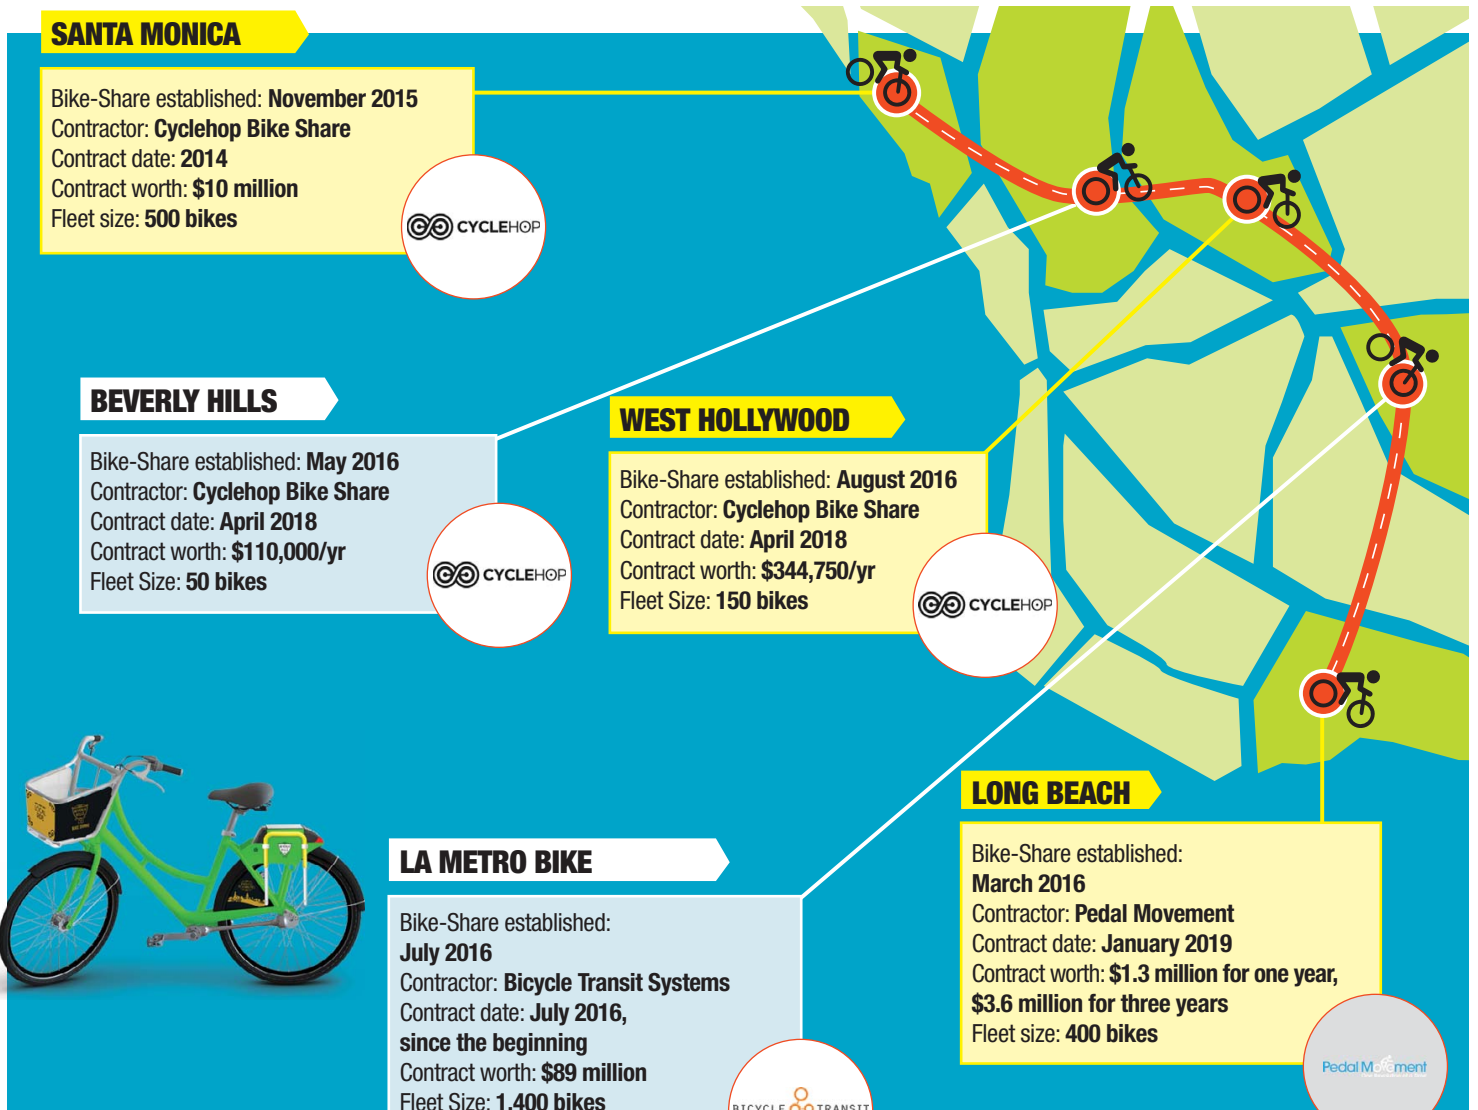 SANTA MONICA
Bike-Share established: November 2015
Contractor: Cyclehop Bike Share
Contract date: 2014
Contract worth: $10 million
Fleet size: 500 bikes
CYCLEHOP
BEVERLY HILLS
Bike-Share established: May 2016
Contractor: Cyclehop Bike Share
Contract date: April 2018
Contract worth: $110,000/yr
Fleet Size: 50 bikes
CYCLEHOP
WEST HOLLYWOOD
Bike-Share established: August 2016
Contractor: Cyclehop Bike Share
Contract date: April 2018
Contract worth: $344,750/yr
Fleet Size: 150 bikes
CYCLEHOP
LA METRO BIKE
Bike-Share established:
July 2016
Contractor: Bicycle Transit Systems
Contract date: July 2016,
since the beginning
Contract worth: $89 million
Fleet Size: 1,400 bikes
BICYCLE TRANSIT
LONG BEACH
Bike-Share established:
March 2016
Contractor: Pedal Movement
Contract date: January 2019
Contract worth: $1.3 million for one year,
$3.6 million for three years
Fleet size: 400 bikes
Pedal Movement